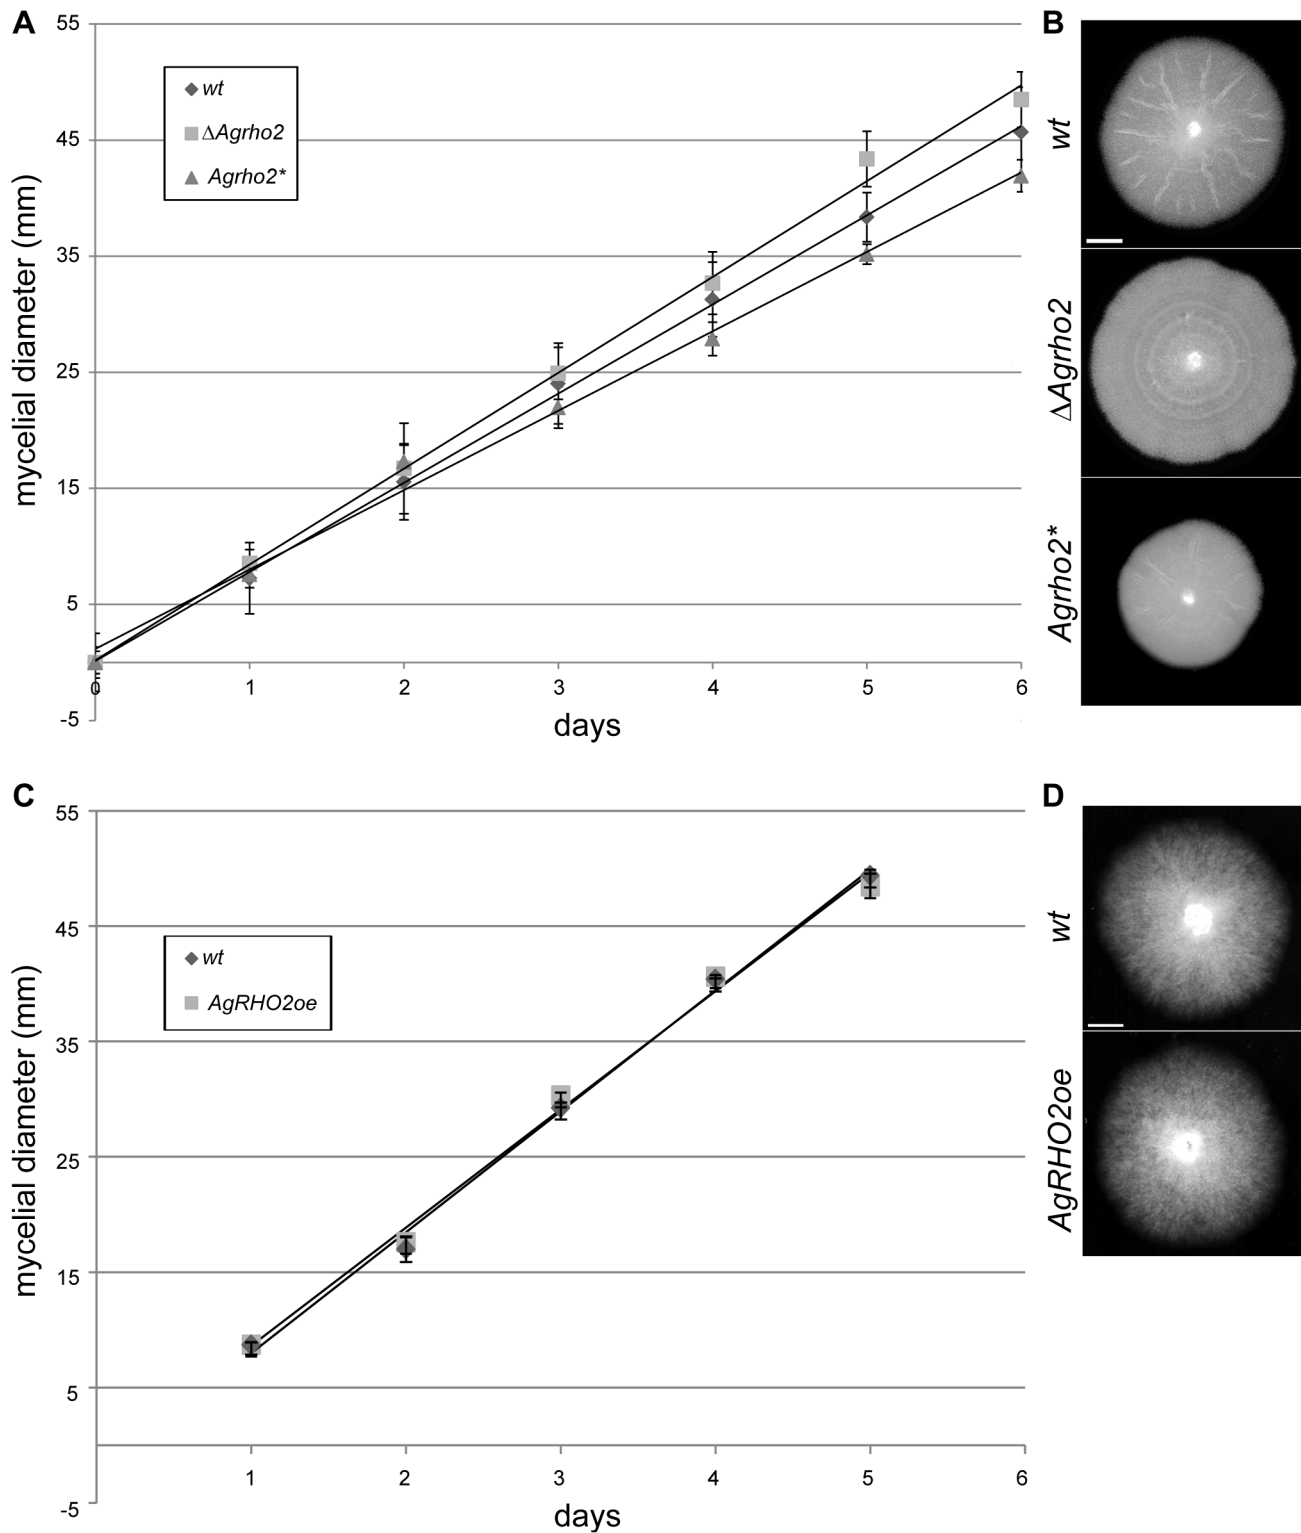 A
B
55
45
35
25
15
5
-5
mycelial diameter (mm)
wt
ΔAgrho2
Agrho2*
0 1 2 3 4 5 6
days
wt
ΔAgrho2
Agrho2*
C
D
55
45
35
25
15
5
-5
mycelial diameter (mm)
wt
AgRHO2oe
1 2 3 4 5 6
days
wt
AgRHO2oe